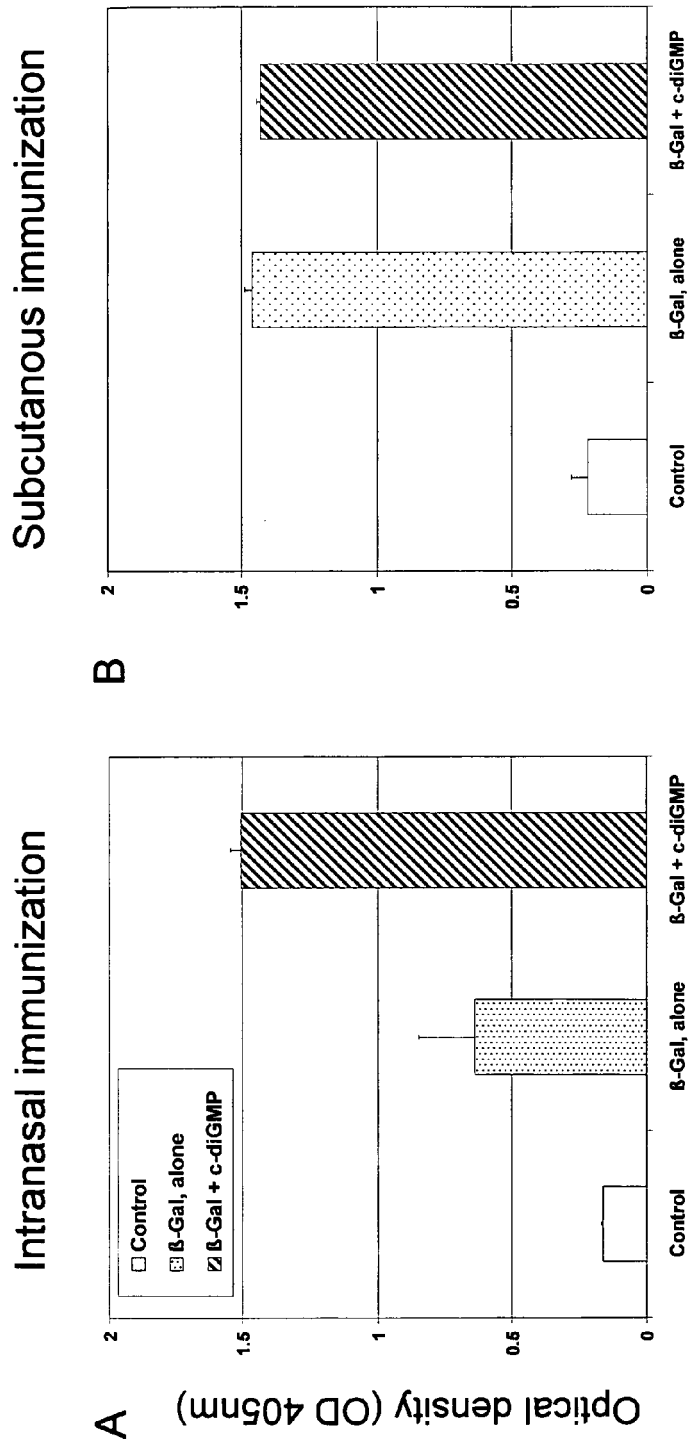 Intranasal immunization
A
Optical density (OD 405nm)
2
1.5
1
0.5
0
Control
ß-Gal, alone
ß-Gal + c-diGMP
Control
ß-Gal, alone
ß-Gal + c-diGMP
Subcutanous immunization
B
2
1.5
1
0.5
0
Control
ß-Gal, alone
ß-Gal + c-diGMP